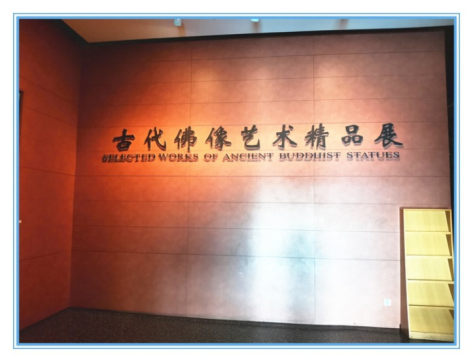 古代佛像艺术精品展
SELECTED WORKS OF ANCIENT BUDDHIST STATUES